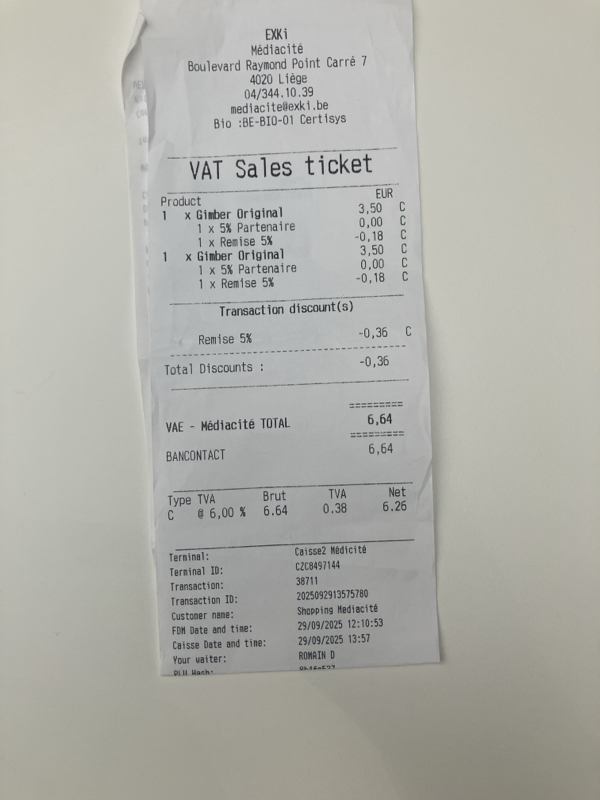 EXKi
Médiacité
Boulevard Raymond Point Carré 7
4020 Liège
04/344.10.39
mediacite@exki.be
Bio :BE-BIO-01 Certisys
VAT Sales ticket
Product EUR
1 x Gimber Original 3,50 C
1 x 5% Partenaire 0,00 C
1 x Remise 5% -0,18 C
1 x Gimber Original 3,50 C
1 x 5% Partenaire 0,00 C
1 x Remise 5% -0,18 C
Transaction discount(s)
Remise 5% -0,36 C
Total Discounts : -0,36
=========
VAE - Médiacité TOTAL 6,64
=========
BANCONTACT 6,64
Type TVA Brut TVA Net
C @ 6,00 % 6.64 0.38 6.26
Terminal: Caisse2 Médicité
Terminal ID: CZC8497144
Transaction: 38711
Transaction ID: 2025092913575780
Customer name: Shopping Mediacité
FDM Date and time: 29/09/2025 12:10:53
Caisse Date and time: 29/09/2025 13:57
Your waiter: ROMAIN D
PLU Hash: